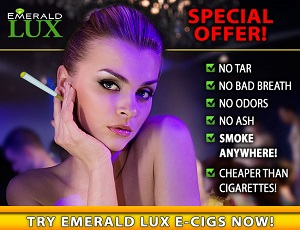 EMERALD
LUX
SPECIAL
OFFER!
NO TAR
NO BAD BREATH
NO ODORS
NO ASH
SMOKE
ANYWHERE!
CHEAPER THAN
CIGARETTES!
TRY EMERALD LUX E-CIGS NOW!